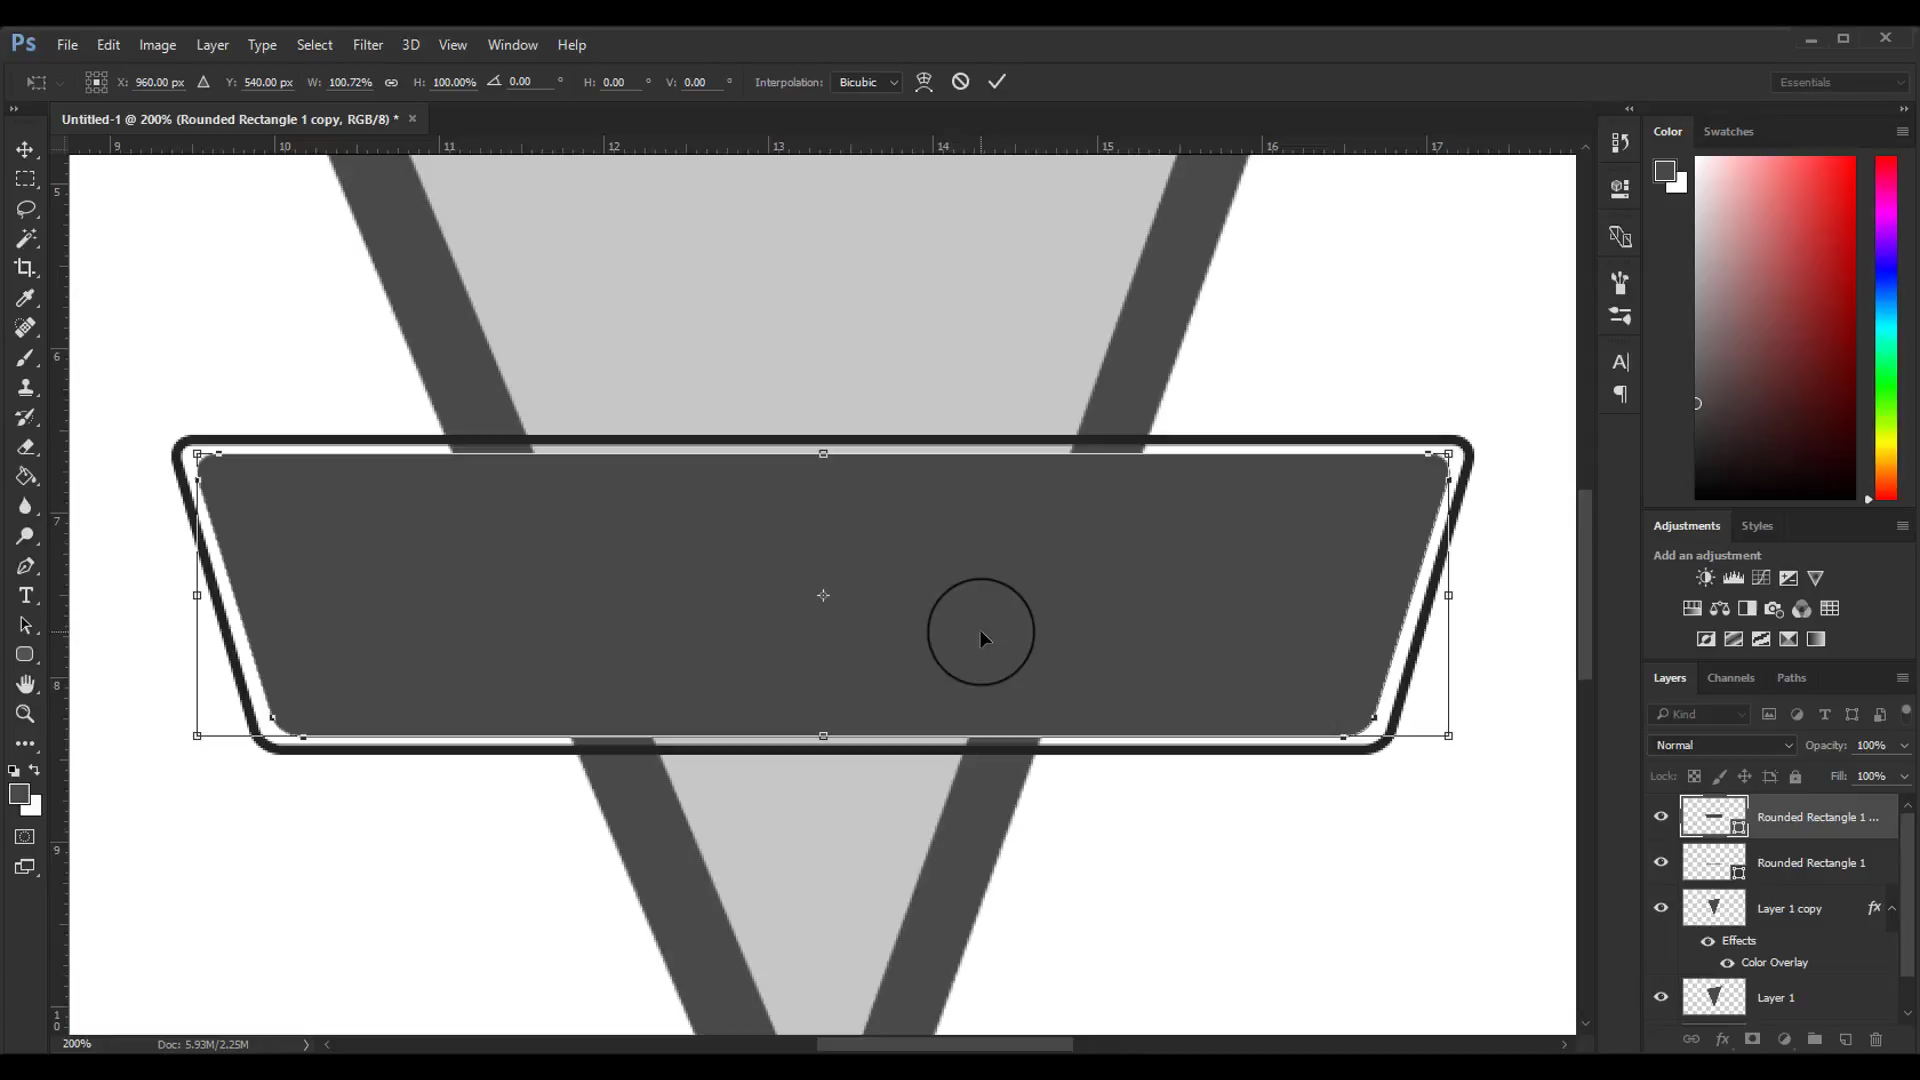 Ps File Edit Image Layer Type Select Filter 3D View Window Help
X: 960.00 px Y: 540.00 px W: 100.72% H: 100.00% 0.00 ° H: 0.00 ° V: 0.00 ° Interpolation: Bicubic Essentials
Untitled-1 @ 200% (Rounded Rectangle 1 copy, RGB/8) * ×
9 10 11 12 13 14 15 16 17
5
6
7
8
9
1
0
Color Swatches
Adjustments Styles
Add an adjustment
Layers Channels Paths
Kind
Normal Opacity: 100%
Lock: Fill: 100%
Rounded Rectangle 1 ...
Rounded Rectangle 1
Layer 1 copy fx
Effects
Color Overlay
Layer 1
fx
200% Doc: 5.93M/2.25M